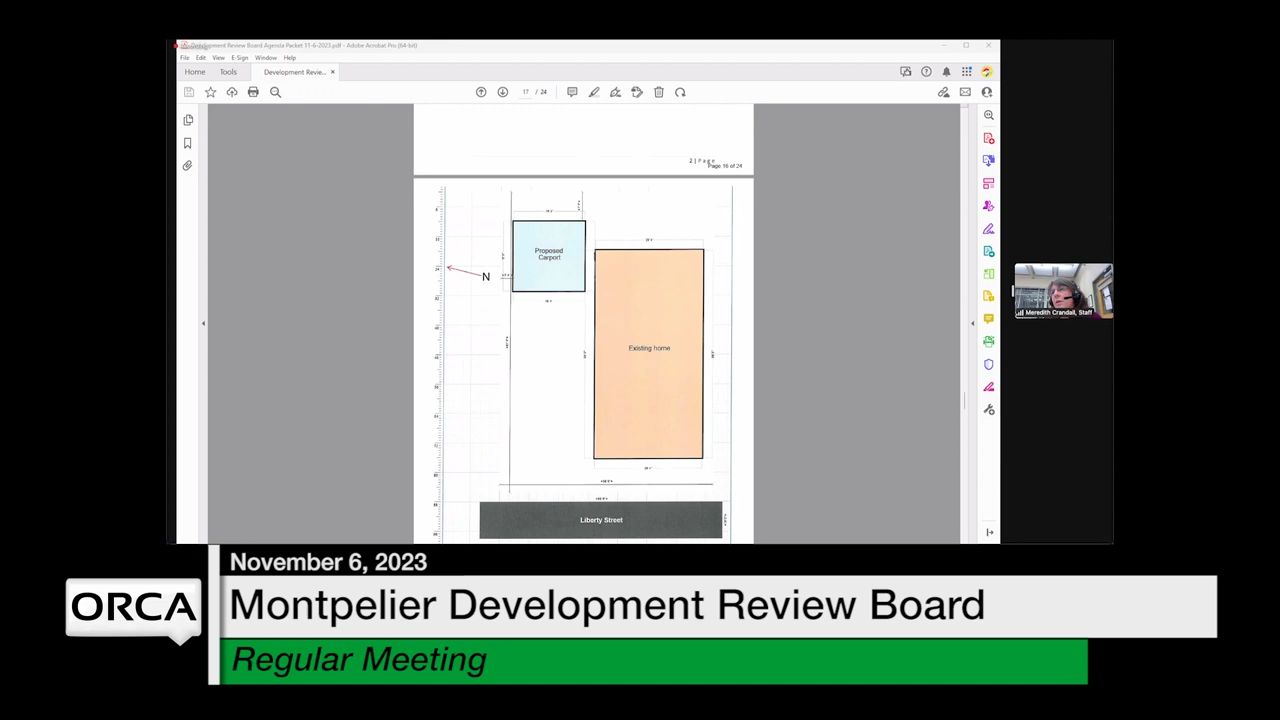 Development Review Board Agenda Packet 11-6-2023.pdf - Adobe Acrobat Pro (64-bit)
File Edit View E-Sign Window Help
Home Tools Development Revie... ×
17 / 24
2 | Page
Page 16 of 24
Proposed
Carport
N
Existing home
Liberty Street
Meredith Crandall, Staff
November 6, 2023
ORCA
Montpelier Development Review Board
Regular Meeting